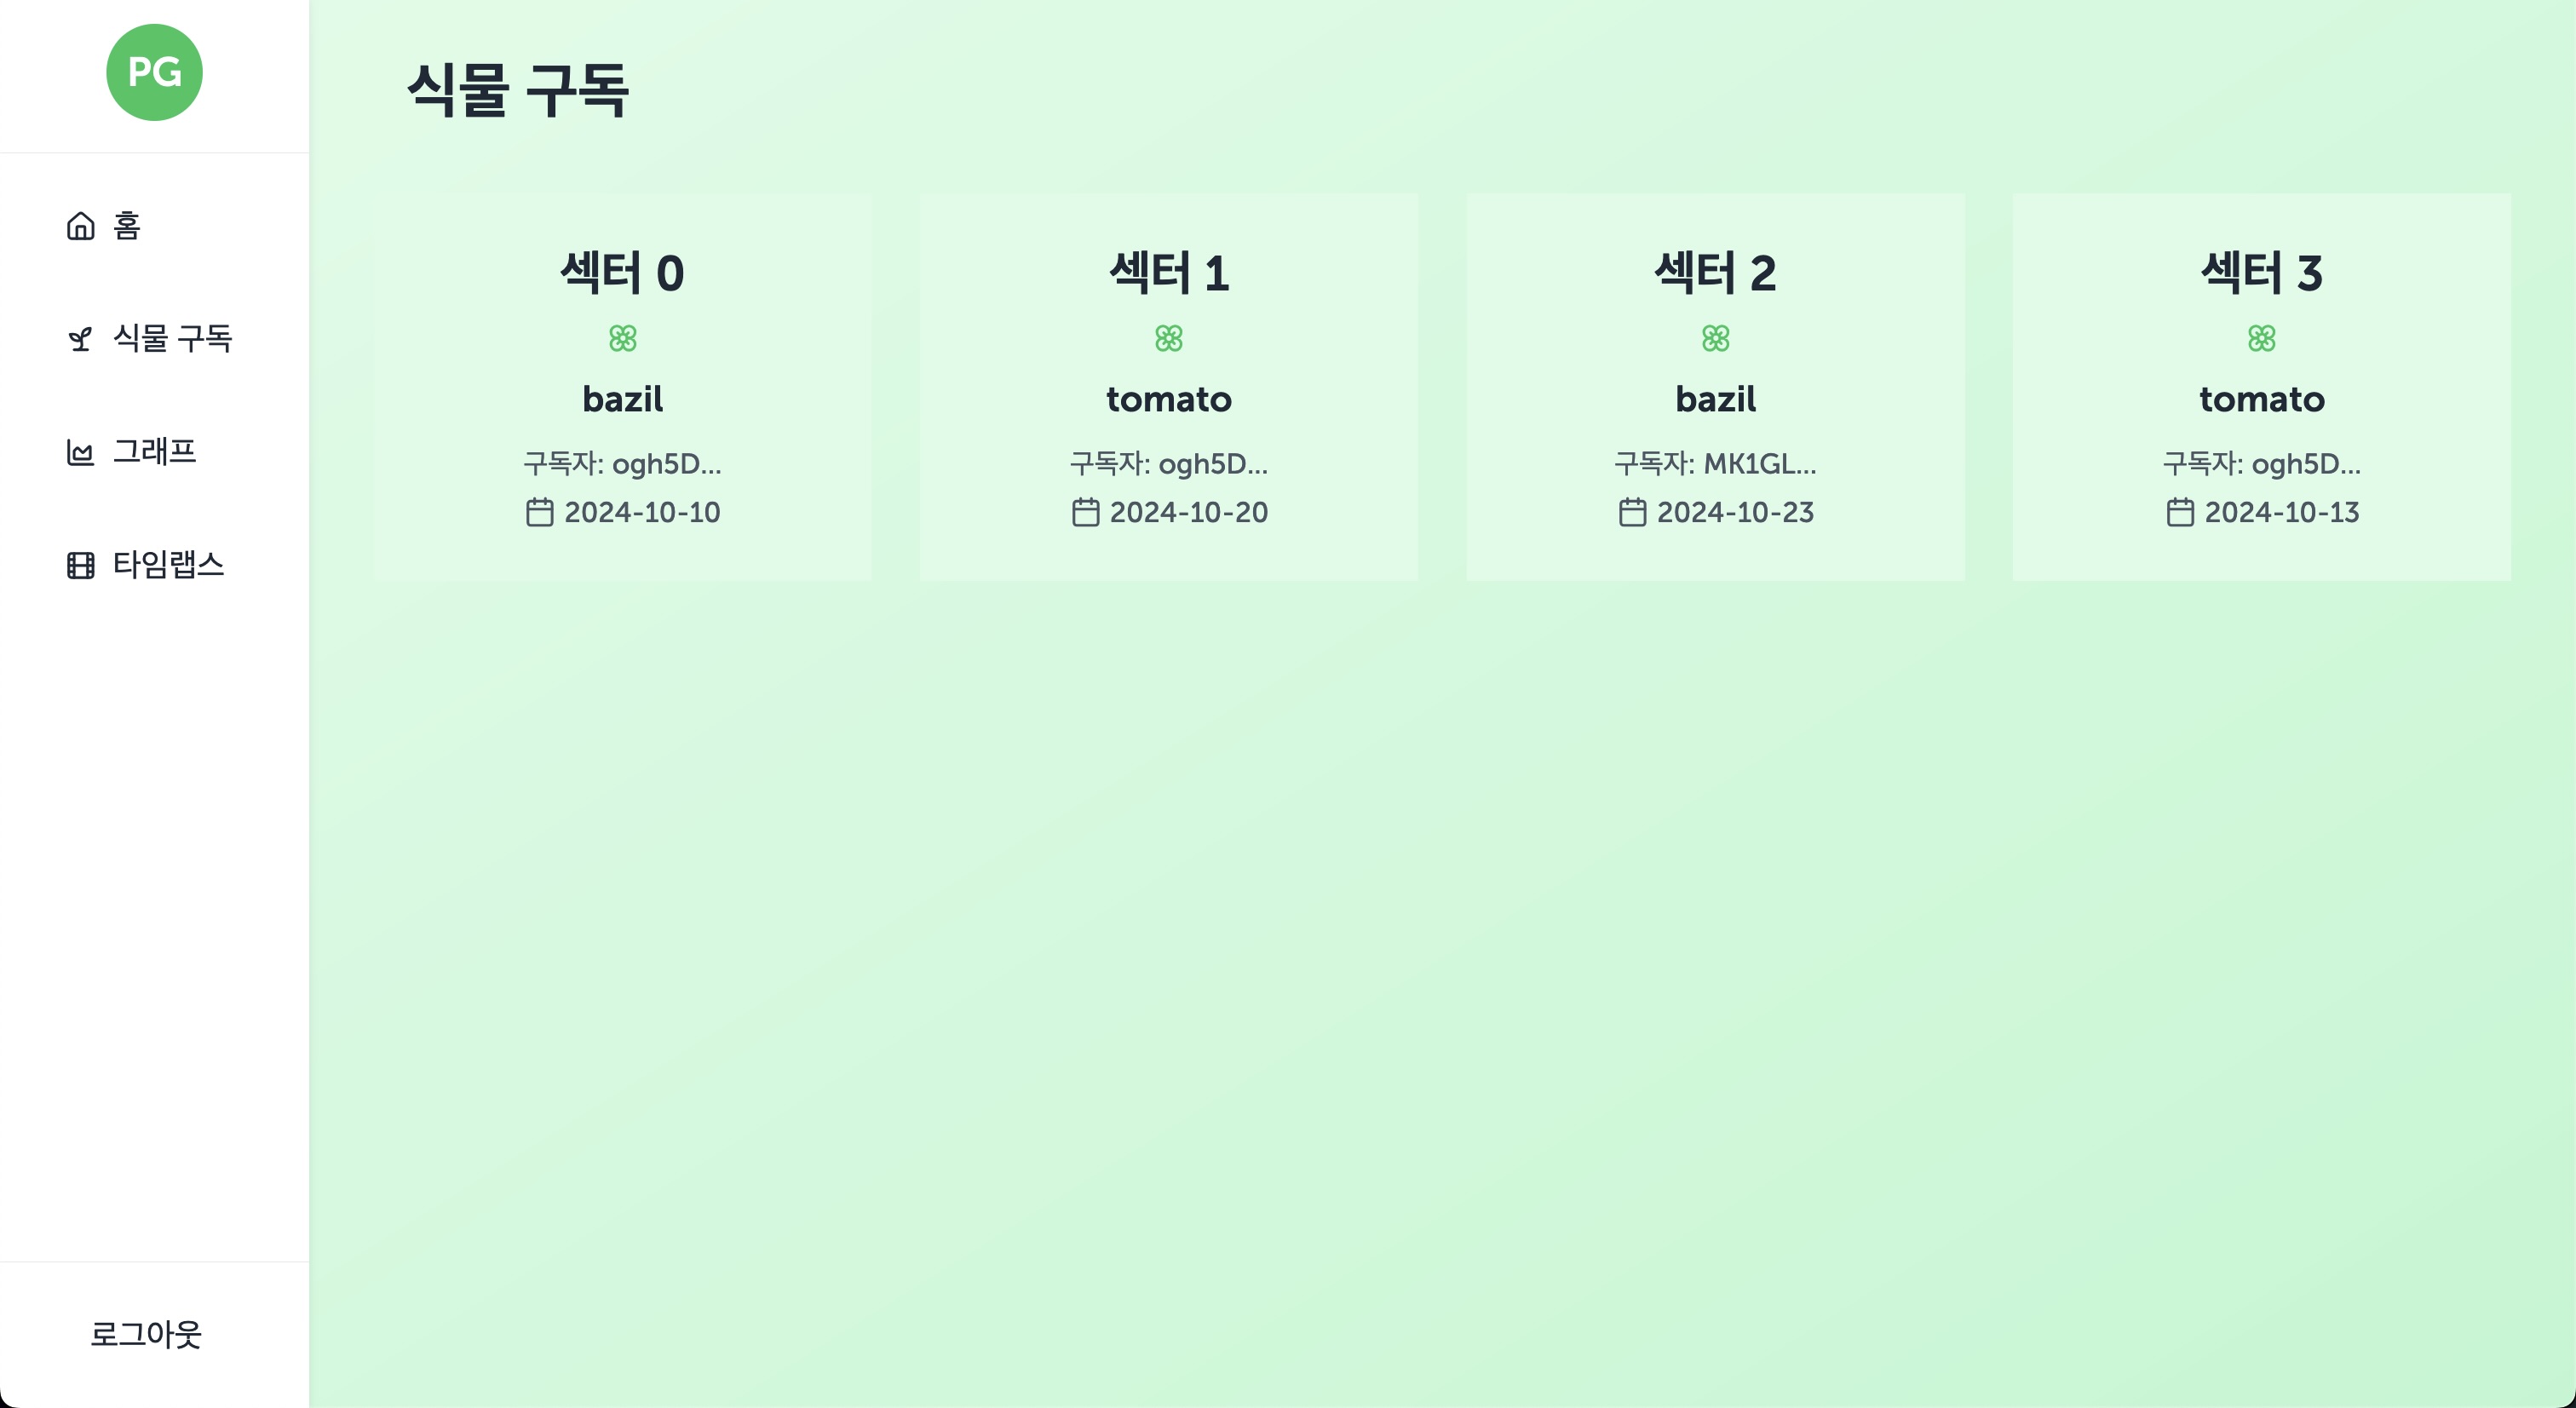 PG
홈
식물 구독
그래프
타임랩스
로그아웃
식물 구독
섹터 0
bazil
구독자: ogh5D...
2024-10-10
섹터 1
tomato
구독자: ogh5D...
2024-10-20
섹터 2
bazil
구독자: MK1GL...
2024-10-23
섹터 3
tomato
구독자: ogh5D...
2024-10-13